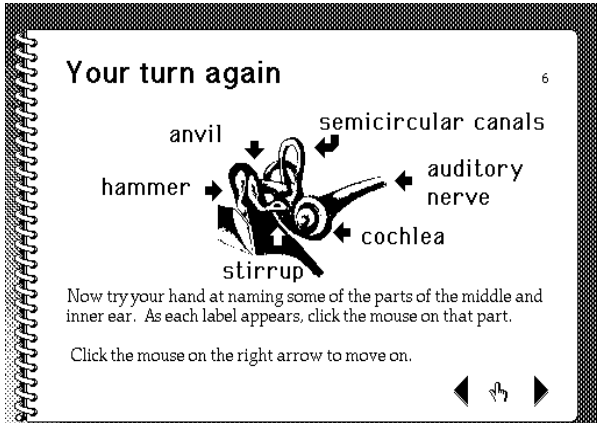 Your turn again
6
semicircular canals
anvil
auditory
nerve
hammer
cochlea
stirrup
Now try your hand at naming some of the parts of the middle and
inner ear. As each label appears, click the mouse on that part.
Click the mouse on the right arrow to move on.